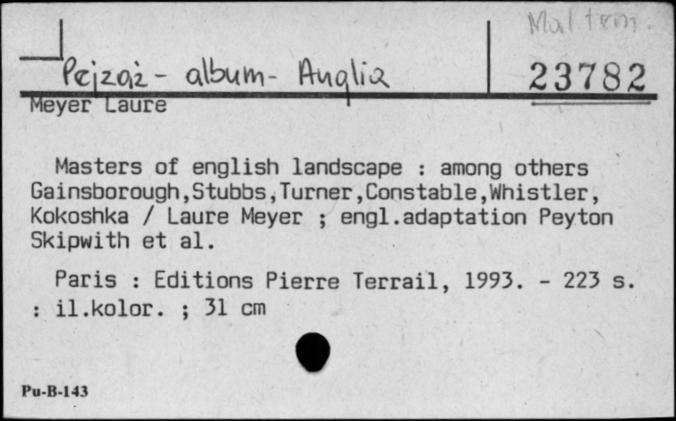 Mal tem.
Pejzaż - album - Anglia
23782
Meyer Laure
Masters of english landscape : among others
Gainsborough,Stubbs,Turner,Constable,Whistler,
Kokoshka / Laure Meyer ; engl.adaptation Peyton
Skipwith et al.
Paris : Editions Pierre Terrail, 1993. - 223 s.
: il.kolor. ; 31 cm
Pu-B-143